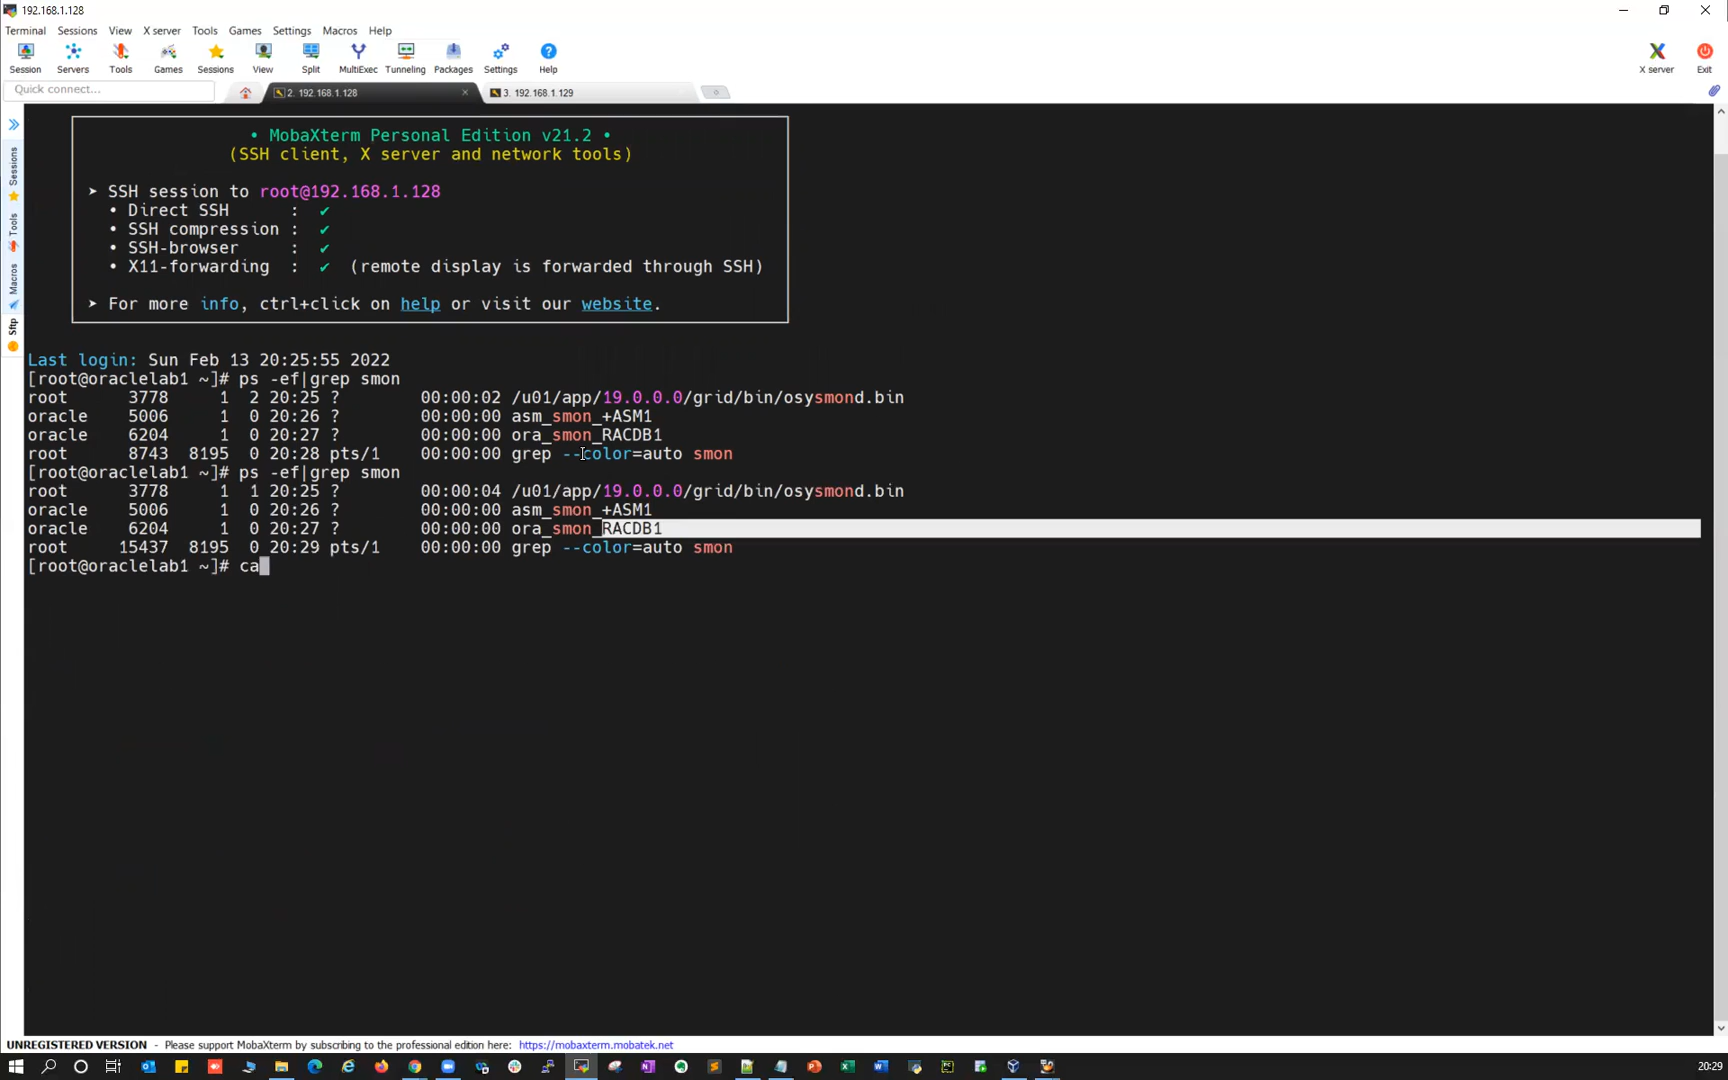 192.168.1.128
Terminal Sessions View X server Tools Games Settings Macros Help
Session Servers Tools Games Sessions View Split MultiExec Tunneling Packages Settings Help X server Exit
Quick connect...
2. 192.168.1.128
3. 192.168.1.129
Sessions
Tools
Macros
Sftp
• MobaXterm Personal Edition v21.2 •
(SSH client, X server and network tools)
➤ SSH session to root@192.168.1.128
• Direct SSH : ✔
• SSH compression : ✔
• SSH-browser : ✔
• X11-forwarding : ✔ (remote display is forwarded through SSH)
➤ For more info, ctrl+click on help or visit our website.
Last login: Sun Feb 13 20:25:55 2022
[root@oraclelab1 ~]# ps -ef|grep smon
root 3778 1 2 20:25 ? 00:00:02 /u01/app/19.0.0.0/grid/bin/osysmond.bin
oracle 5006 1 0 20:26 ? 00:00:00 asm_smon_+ASM1
oracle 6204 1 0 20:27 ? 00:00:00 ora_smon_RACDB1
root 8743 8195 0 20:28 pts/1 00:00:00 grep --color=auto smon
[root@oraclelab1 ~]# ps -ef|grep smon
root 3778 1 1 20:25 ? 00:00:04 /u01/app/19.0.0.0/grid/bin/osysmond.bin
oracle 5006 1 0 20:26 ? 00:00:00 asm_smon_+ASM1
oracle 6204 1 0 20:27 ? 00:00:00 ora_smon_RACDB1
root 15437 8195 0 20:29 pts/1 00:00:00 grep --color=auto smon
[root@oraclelab1 ~]# ca
UNREGISTERED VERSION - Please support MobaXterm by subscribing to the professional edition here: https://mobaxterm.mobatek.net
20:29